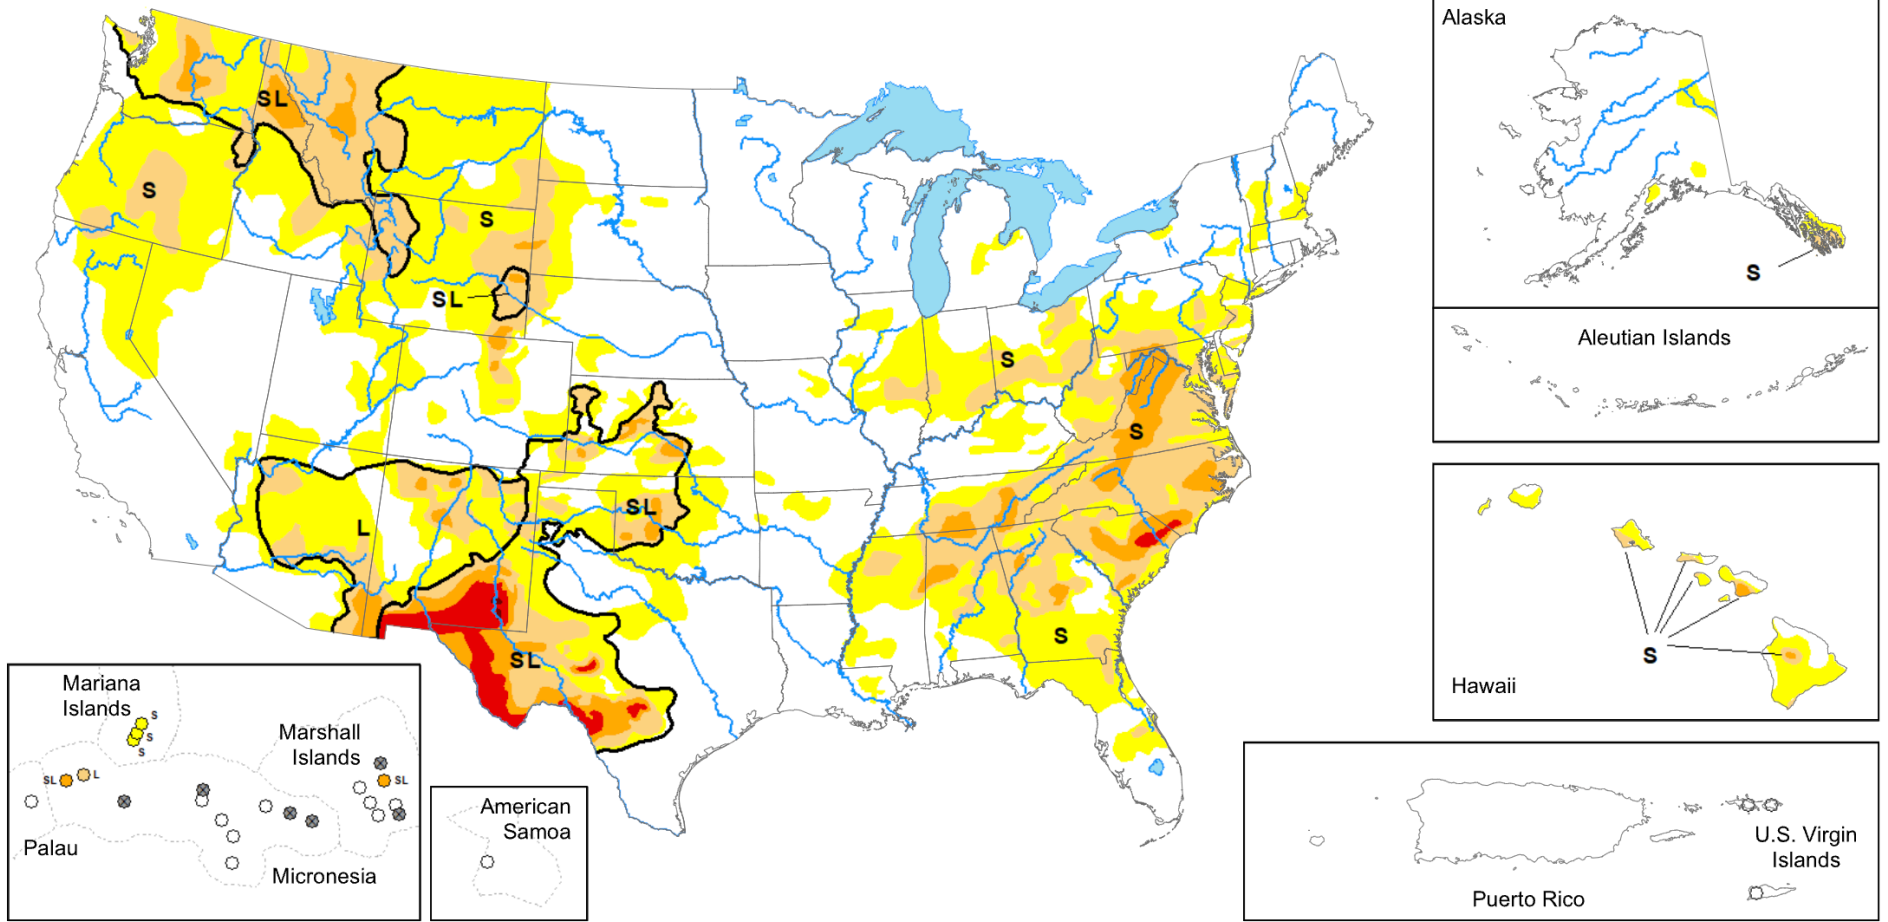 Alaska
S
Aleutian Islands
SL
S
S
SL
S
S
L
SL
S
SL
S
Hawaii
Mariana
Islands
S
S
S
SL
L
Marshall
Islands
SL
Palau
Micronesia
American
Samoa
U.S. Virgin
Islands
Puerto Rico